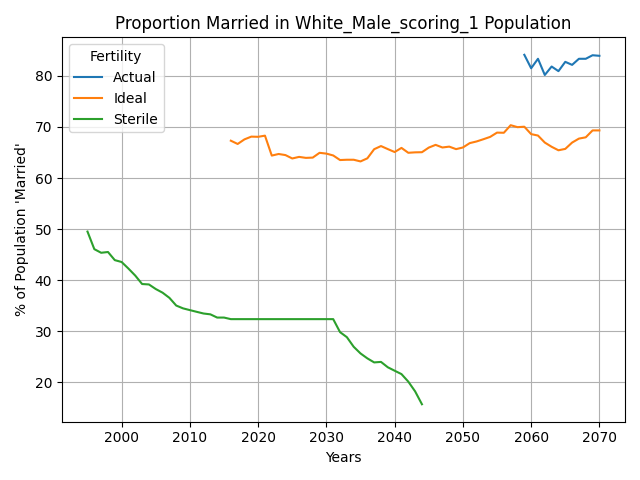 Proportion Married in White_Male_scoring_1 Population
Fertility
Actual
Ideal
Sterile
% of Population 'Married'
80
70
60
50
40
30
20
2000 2010 2020 2030 2040 2050 2060 2070
Years